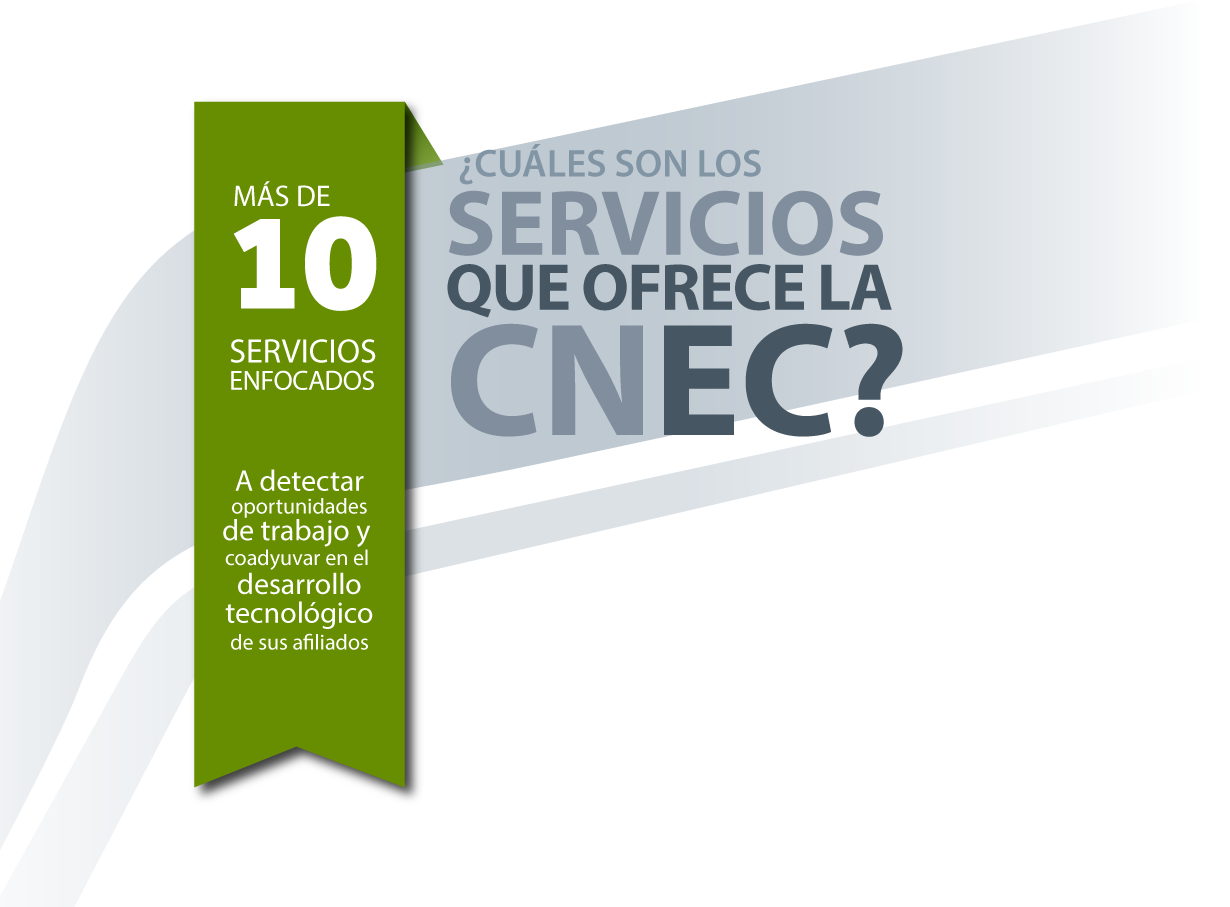 MÁS DE
10
SERVICIOS
ENFOCADOS
A detectar
oportunidades
de trabajo y
coadyuvar en el
desarrollo
tecnológico
de sus afiliados
¿CUÁLES SON LOS
SERVICIOS
QUE OFRECE LA
CNEC?